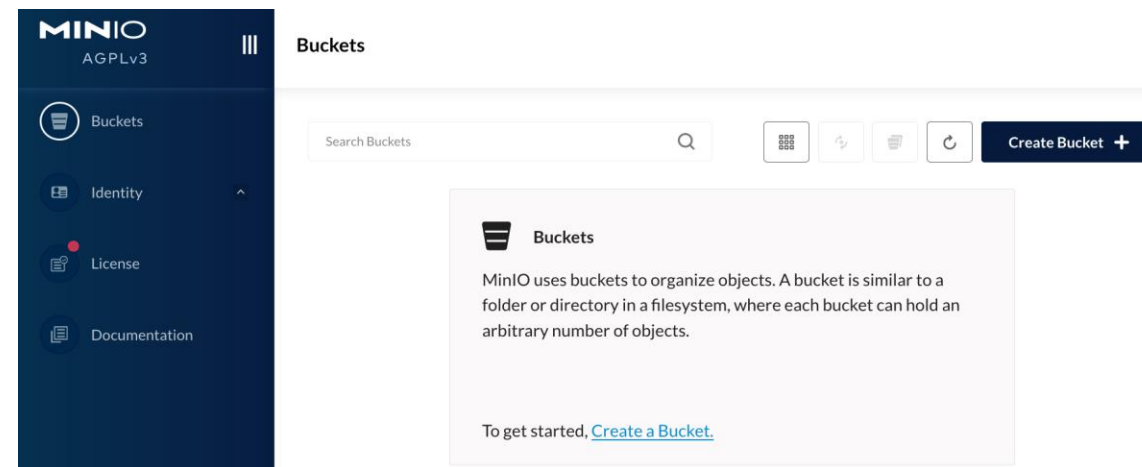 MINIO
AGPLv3
Buckets
Identity
License
Documentation
Buckets
Search Buckets
Create Bucket +
Buckets
MinIO uses buckets to organize objects. A bucket is similar to a
folder or directory in a filesystem, where each bucket can hold an
arbitrary number of objects.
To get started, Create a Bucket.